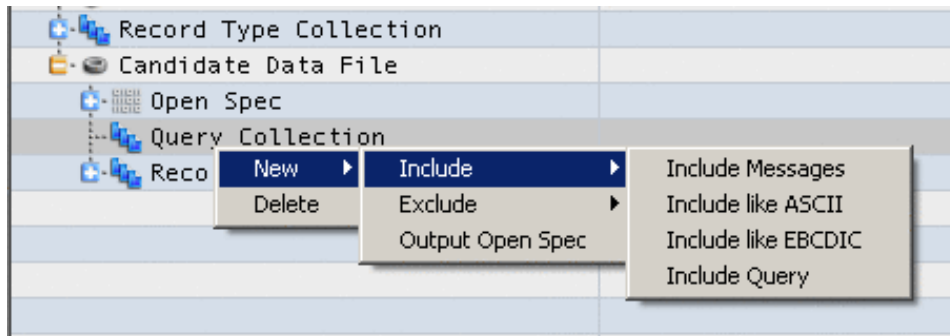 Record Type Collection
Candidate Data File
Open Spec
Query Collection
Reco
New
Delete
Include
Exclude
Output Open Spec
Include Messages
Include like ASCII
Include like EBCDIC
Include Query